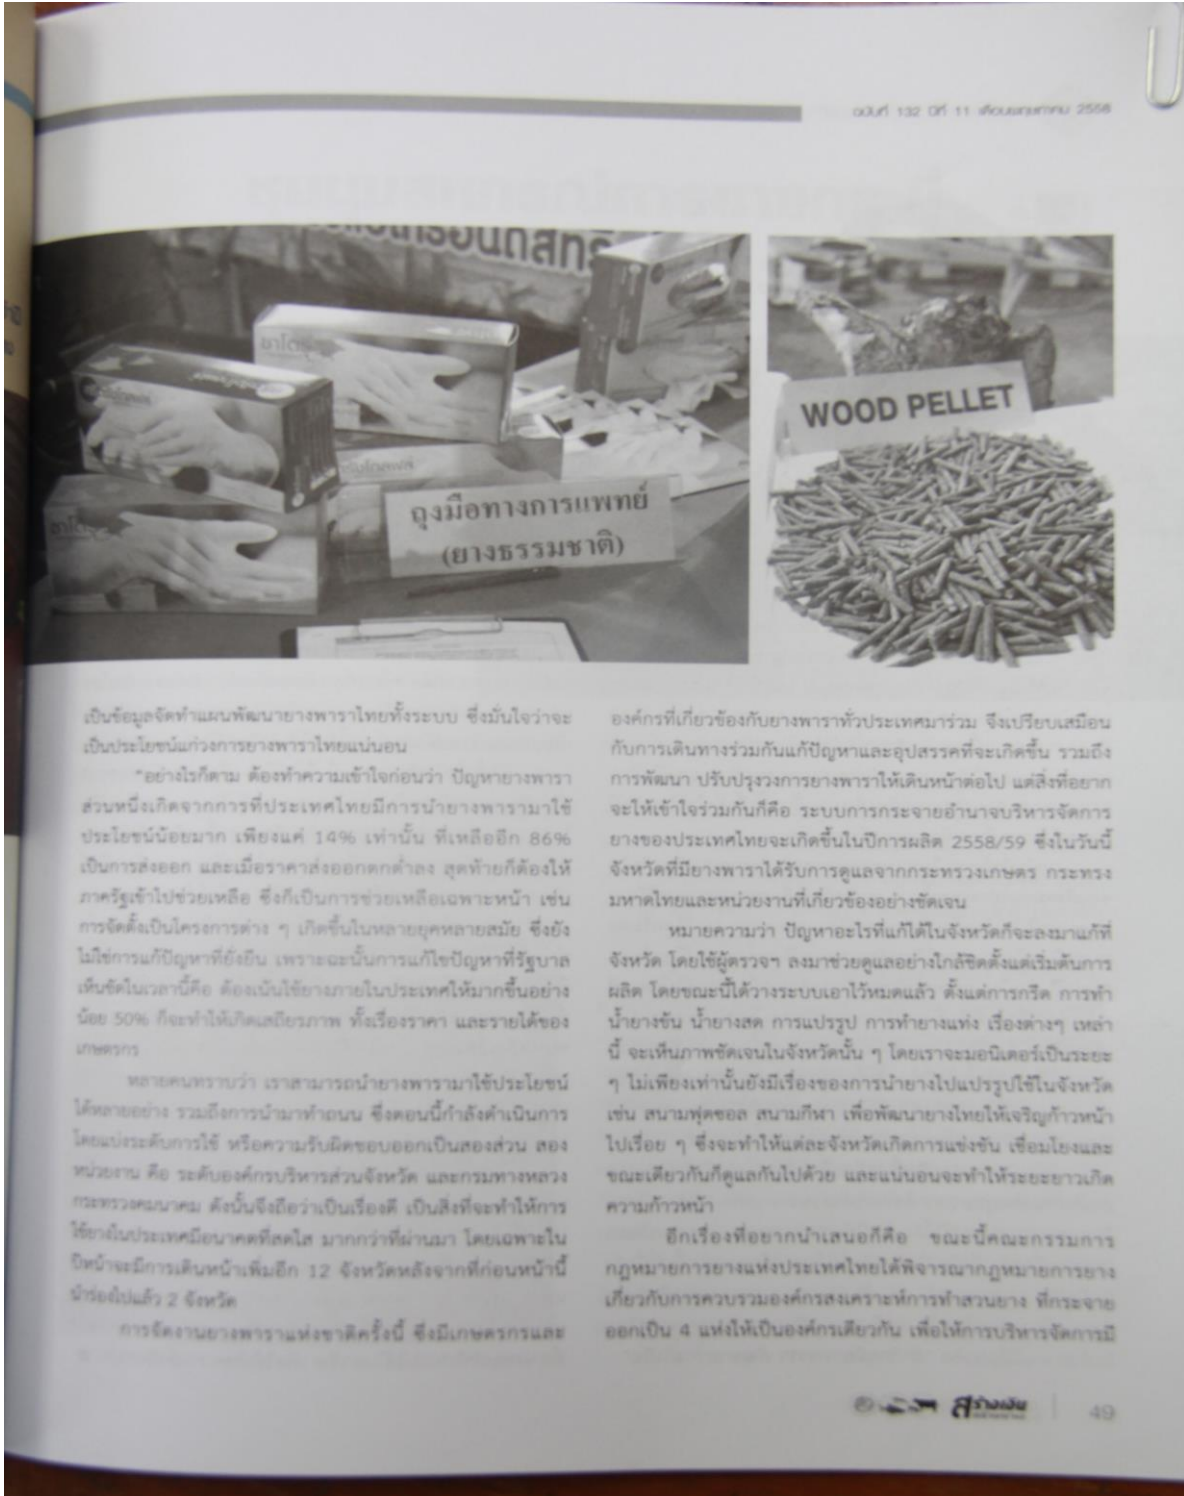 ฉบับที่ 132 ปีที่ 11 เดือนพฤษภาคม 2558
ชาโตรุ
ถุงมือทางการแพทย์
(ยางธรรมชาติ)
WOOD PELLET
เป็นข้อมูลจัดทำแผนพัฒนายางพาราไทยทั้งระบบ ซึ่งมั่นใจว่าจะ
เป็นประโยชน์แก่วงการยางพาราไทยแน่นอน
"อย่างไรก็ตาม ต้องทำความเข้าใจก่อนว่า ปัญหายางพารา
ส่วนหนึ่งเกิดจากการที่ประเทศไทยมีการนำยางพารามาใช้
ประโยชน์น้อยมาก เพียงแค่ 14% เท่านั้น ที่เหลืออีก 86%
เป็นการส่งออก และเมื่อราคาส่งออกตกต่ำลง สุดท้ายก็ต้องให้
ภาครัฐเข้าไปช่วยเหลือ ซึ่งก็เป็นการช่วยเหลือเฉพาะหน้า เช่น
การจัดตั้งเป็นโครงการต่าง ๆ เกิดขึ้นในหลายยุคหลายสมัย ซึ่งยัง
ไม่ใช่การแก้ปัญหาที่ยั่งยืน เพราะฉะนั้นการแก้ไขปัญหาที่รัฐบาล
เห็นชัดในเวลานี้คือ ต้องเน้นใช้ยางภายในประเทศให้มากขึ้นอย่าง
น้อย 50% ก็จะทำให้เกิดเสถียรภาพ ทั้งเรื่องราคา และรายได้ของ
เกษตรกร
หลายคนทราบว่า เราสามารถนำยางพารามาใช้ประโยชน์
ได้หลายอย่าง รวมถึงการนำมาทำถนน ซึ่งตอนนี้กำลังดำเนินการ
โดยแบ่งระดับการใช้ หรือความรับผิดชอบออกเป็นสองส่วน สอง
หน่วยงาน คือ ระดับองค์กรบริหารส่วนจังหวัด และกรมทางหลวง
กระทรวงคมนาคม ดังนั้นจึงถือว่าเป็นเรื่องดี เป็นสิ่งที่จะทำให้การ
ใช้ยางในประเทศมีอนาคตที่สดใส มากกว่าที่ผ่านมา โดยเฉพาะใน
ปีหน้าจะมีการเดินหน้าเพิ่มอีก 12 จังหวัดหลังจากที่ก่อนหน้านี้
นำร่องไปแล้ว 2 จังหวัด
การจัดงานยางพาราแห่งชาติครั้งนี้ ซึ่งมีเกษตรกรและ
องค์กรที่เกี่ยวข้องกับยางพาราทั่วประเทศมาร่วม จึงเปรียบเสมือน
กับการเดินทางร่วมกันแก้ปัญหาและอุปสรรคที่จะเกิดขึ้น รวมถึง
การพัฒนา ปรับปรุงวงการยางพาราให้เดินหน้าต่อไป แต่สิ่งที่อยาก
จะให้เข้าใจร่วมกันก็คือ ระบบการกระจายอำนาจบริหารจัดการ
ยางของประเทศไทยจะเกิดขึ้นในปีการผลิต 2558/59 ซึ่งในวันนี้
จังหวัดที่มียางพาราได้รับการดูแลจากกระทรวงเกษตร กระทรง
มหาดไทยและหน่วยงานที่เกี่ยวข้องอย่างชัดเจน
หมายความว่า ปัญหาอะไรที่แก้ได้ในจังหวัดก็จะลงมาแก้ที่
จังหวัด โดยใช้ผู้ตรวจฯ ลงมาช่วยดูแลอย่างใกล้ชิดตั้งแต่เริ่มต้นการ
ผลิต โดยขณะนี้ได้วางระบบเอาไว้หมดแล้ว ตั้งแต่การกรีด การทำ
น้ำยางข้น น้ำยางสด การแปรรูป การทำยางแท่ง เรื่องต่างๆ เหล่า
นี้ จะเห็นภาพชัดเจนในจังหวัดนั้น ๆ โดยเราจะมอนิเตอร์เป็นระยะ
ๆ ไม่เพียงเท่านั้นยังมีเรื่องของการนำยางไปแปรรูปใช้ในจังหวัด
เช่น สนามฟุตซอล สนามกีฬา เพื่อพัฒนายางไทยให้เจริญก้าวหน้า
ไปเรื่อย ๆ ซึ่งจะทำให้แต่ละจังหวัดเกิดการแข่งขัน เชื่อมโยงและ
ขณะเดียวกันก็ดูแลกันไปด้วย และแน่นอนจะทำให้ระยะยาวเกิด
ความก้าวหน้า
อีกเรื่องที่อยากนำเสนอก็คือ ขณะนี้คณะกรรมการ
กฎหมายการยางแห่งประเทศไทยได้พิจารณากฎหมายการยาง
เกี่ยวกับการควบรวมองค์กรสงเคราะห์การทำสวนยาง ที่กระจาย
ออกเป็น 4 แห่งให้เป็นองค์กรเดียวกัน เพื่อให้การบริหารจัดการมี
สร้างเงิน
49